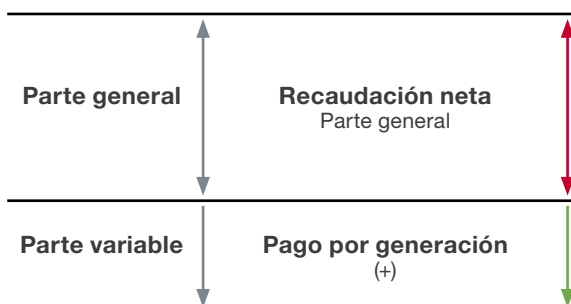 Parte general
Recaudación neta
Parte general
Parte variable
Pago por generación
(+)